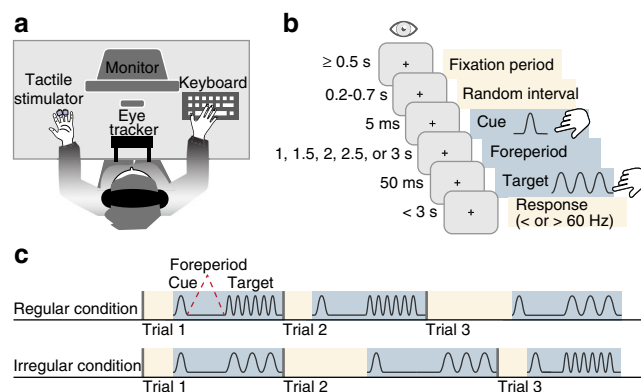 a
Monitor
Tactile
stimulator
Keyboard
Eye
tracker
b
≥ 0.5 s
Fixation period
0.2-0.7 s
Random interval
5 ms
Cue
1, 1.5, 2, 2.5, or 3 s
Foreperiod
50 ms
Target
< 3 s
Response
(< or > 60 Hz)
c
Foreperiod
Cue
Target
Regular condition
Trial 1
Trial 2
Trial 3
Irregular condition
Trial 1
Trial 2
Trial 3